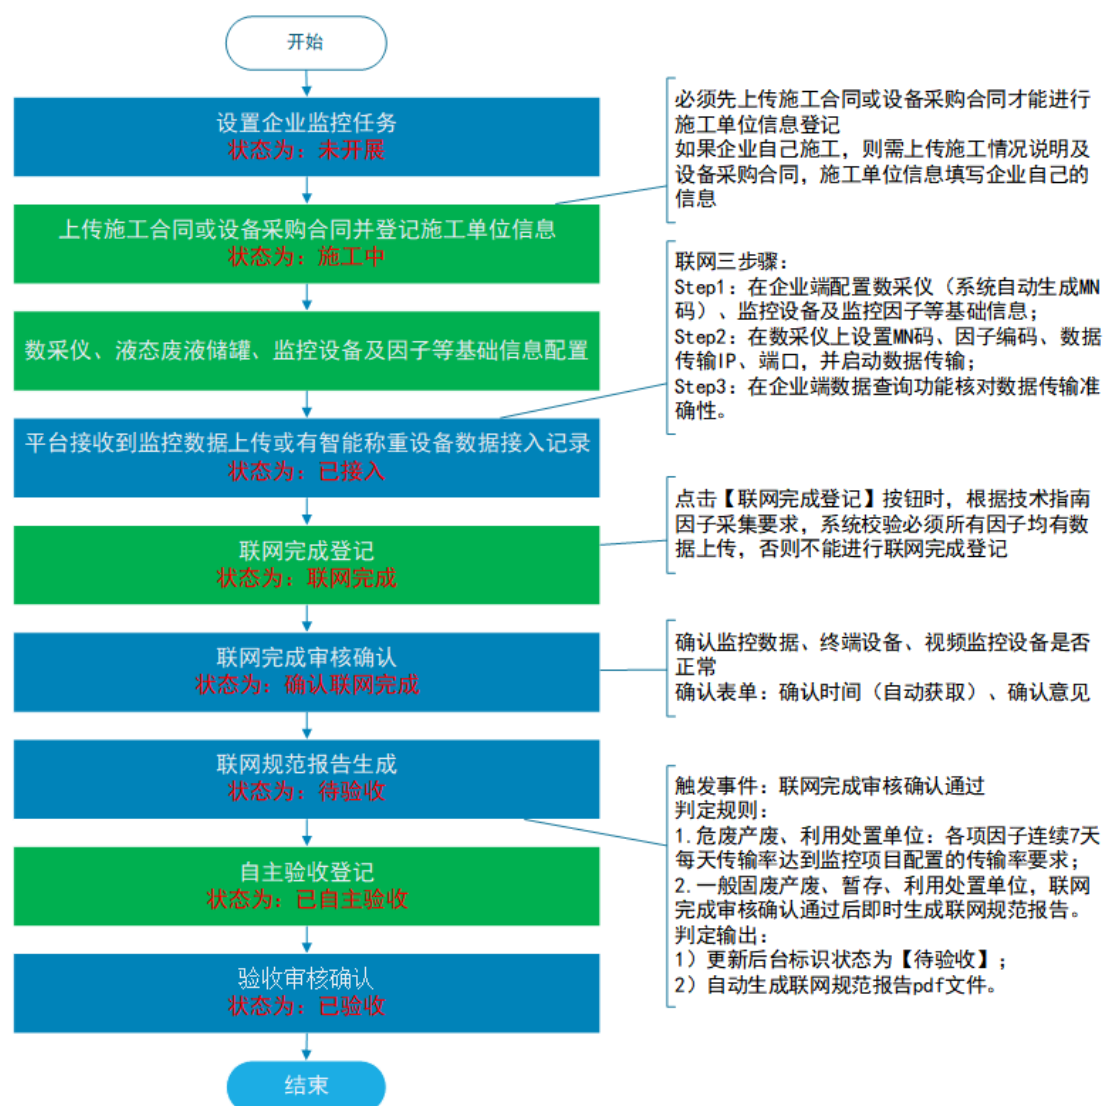 开始
设置企业监控任务
状态为：未开展
必须先上传施工合同或设备采购合同才能进行
施工单位信息登记
如果企业自己施工，则需上传施工情况说明及
设备采购合同，施工单位信息填写企业自己的
信息
上传施工合同或设备采购合同并登记施工单位信息
状态为：施工中
联网三步骤：
Step1：在企业端配置数采仪（系统自动生成MN
码）、监控设备及监控因子等基础信息；
Step2：在数采仪上设置MN码、因子编码、数据
传输IP、端口，并启动数据传输；
Step3：在企业端数据查询功能核对数据传输准
确性。
数采仪、液态废液储罐、监控设备及因子等基础信息配置
平台接收到监控数据上传或有智能称重设备数据接入记录
状态为：已接入
点击【联网完成登记】按钮时，根据技术指南
因子采集要求，系统校验必须所有因子均有数
据上传，否则不能进行联网完成登记
联网完成登记
状态为：联网完成
联网完成审核确认
状态为：确认联网完成
确认监控数据、终端设备、视频监控设备是否
正常
确认表单：确认时间（自动获取）、确认意见
联网规范报告生成
状态为：待验收
触发事件：联网完成审核确认通过
判定规则：
1.危废产废、利用处置单位：各项因子连续7天
每天传输率达到监控项目配置的传输率要求；
2.一般固废产废、暂存、利用处置单位，联网
完成审核确认通过后即时生成联网规范报告。
判定输出：
1）更新后台标识状态为【待验收】；
2）自动生成联网规范报告pdf文件。
自主验收登记
状态为：已自主验收
验收审核确认
状态为：已验收
结束